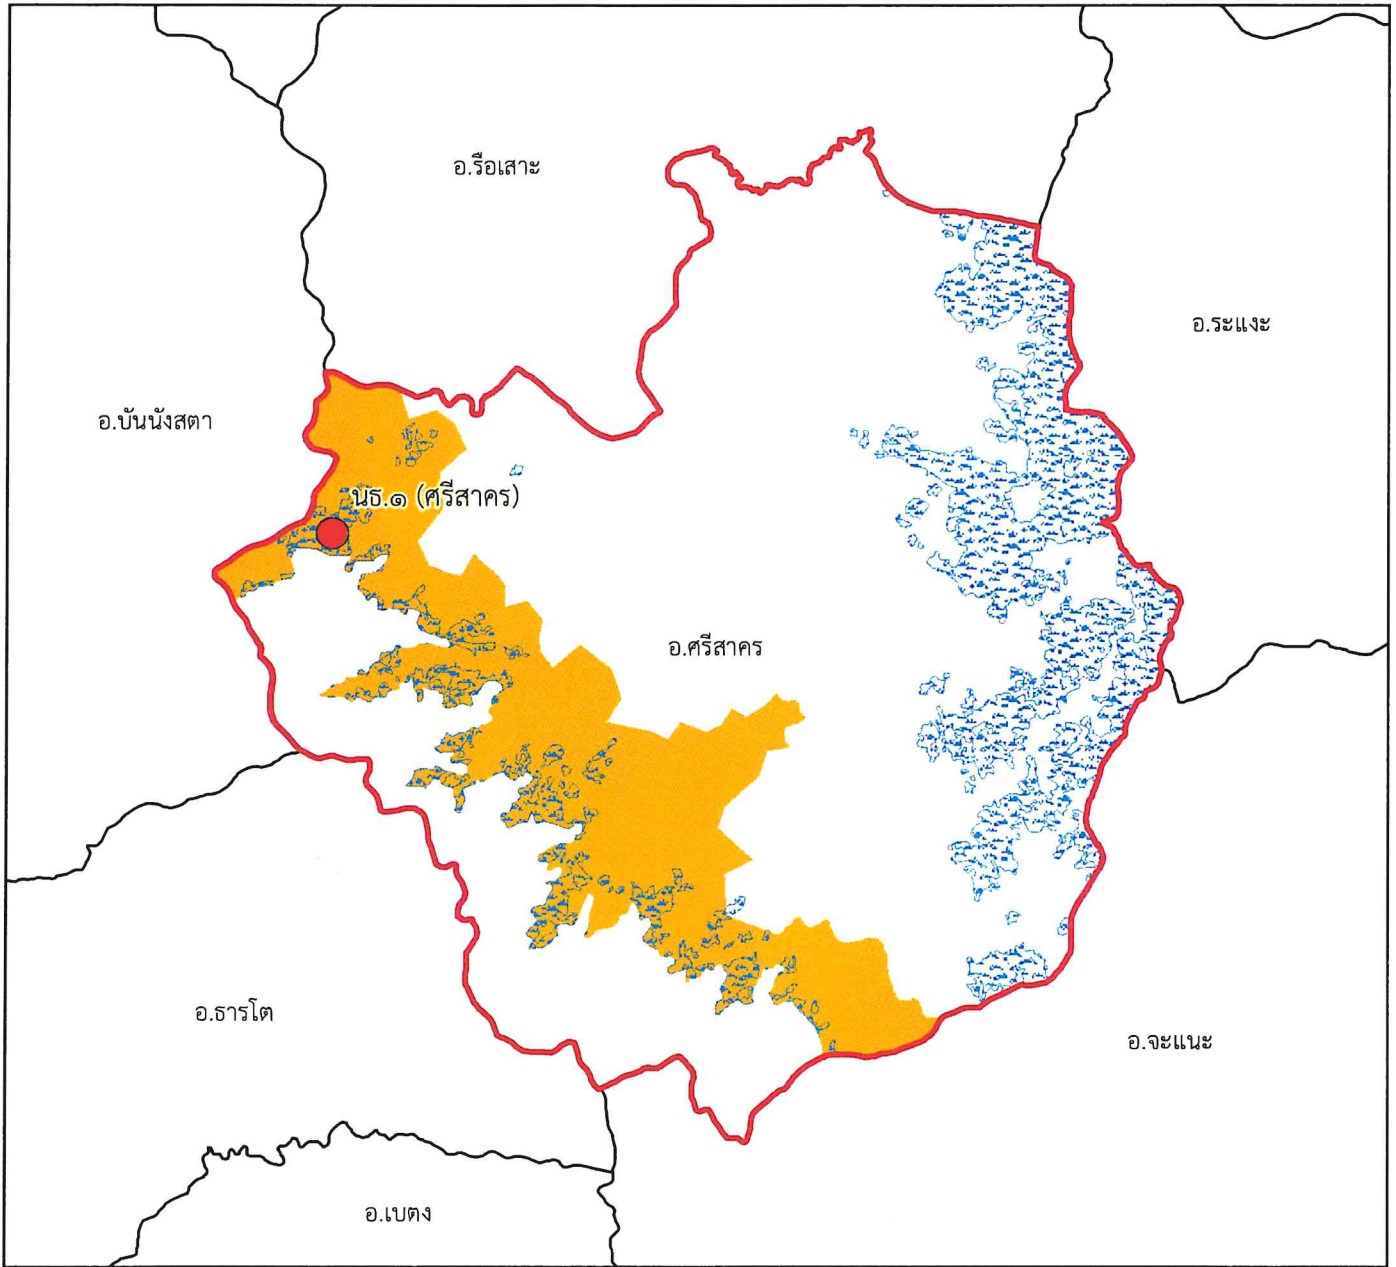 อ.รือเสาะ
อ.ระแงะ
อ.บันนังสตา
นธ.๑ (ศรีสาคร)
อ.ศรีสาคร
อ.ธารโต
อ.จะแนะ
อ.เบตง